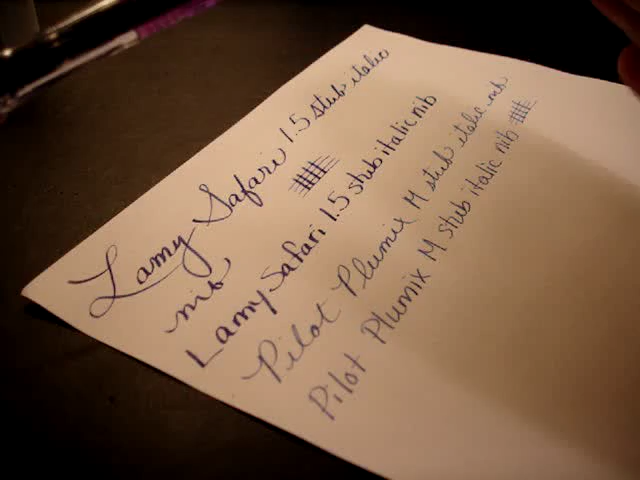 Lamy Safari 1.5 stub italic
nib
Lamy Safari 1.5 stub italic nib
Pilot Plumix M stub italic nib
Pilot Plumix M stub italic nib